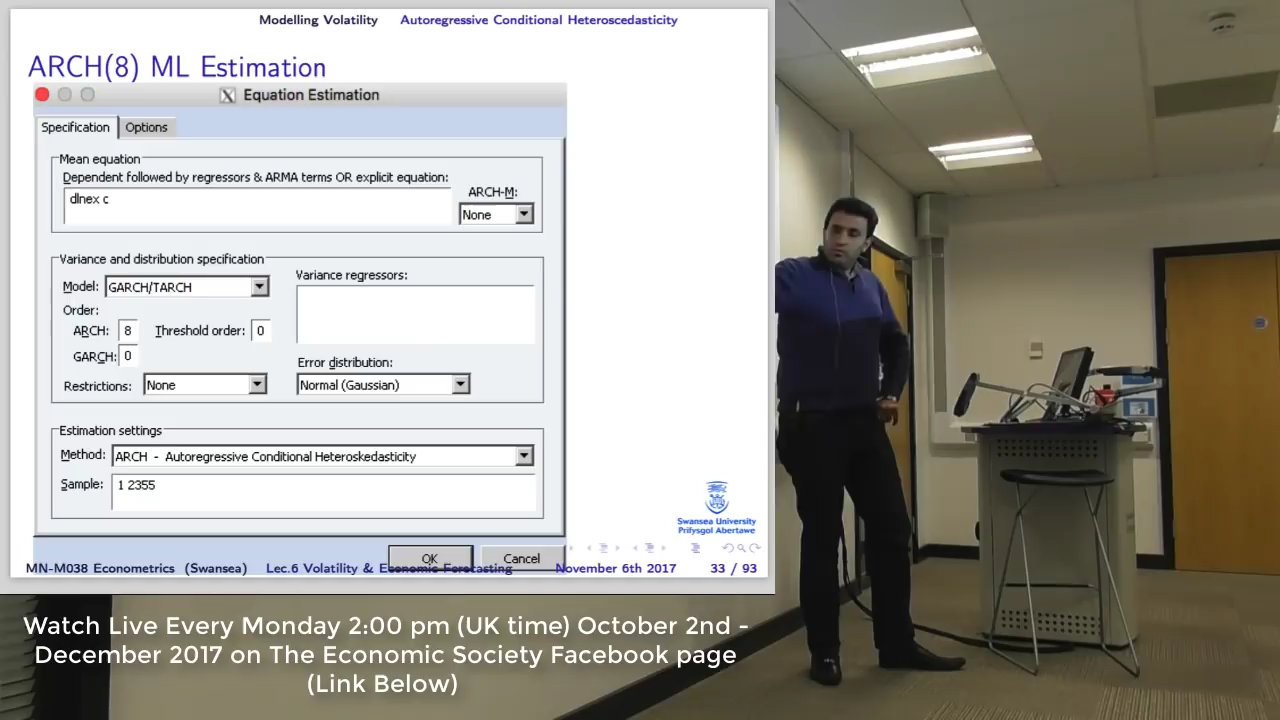 Modelling Volatility Autoregressive Conditional Heteroscedasticity
ARCH(8) ML Estimation
Equation Estimation
Specification Options
Mean equation
Dependent followed by regressors & ARMA terms OR explicit equation:
dlnex c
ARCH-M:
None
Variance and distribution specification
Model: GARCH/TARCH
Variance regressors:
Order:
ARCH: 8 Threshold order: 0
GARCH: 0
Error distribution:
Restrictions: None
Normal (Gaussian)
Estimation settings
Method: ARCH - Autoregressive Conditional Heteroskedasticity
Sample: 1 2355
Swansea University
Prifysgol Abertawe
OK Cancel
MN-M038 Econometrics (Swansea) Lec.6 Volatility & Economic Forecasting November 6th 2017 33 / 93
Watch Live Every Monday 2:00 pm (UK time) October 2nd -
December 2017 on The Economic Society Facebook page
(Link Below)